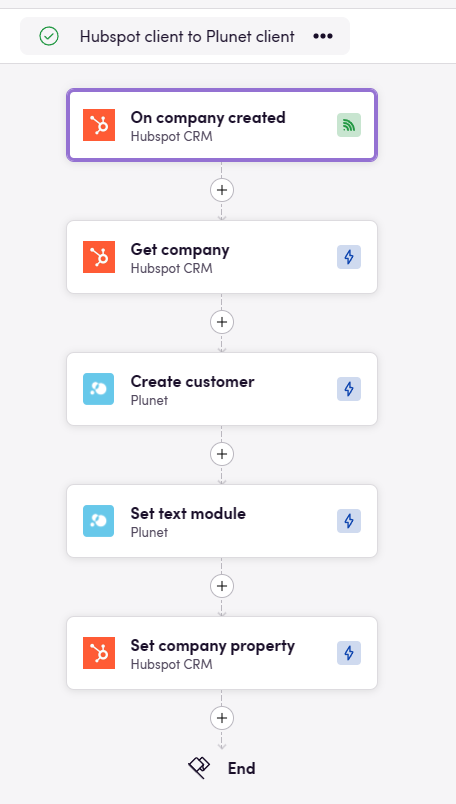 Hubspot client to Plunet client •••
On company created
Hubspot CRM
Get company
Hubspot CRM
Create customer
Plunet
Set text module
Plunet
Set company property
Hubspot CRM
End